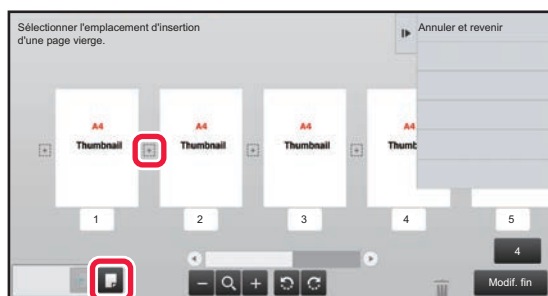 Sélectionner l'emplacement d'insertion
d'une page vierge.
Annuler et revenir
A4 A4 A4 A4
Thumbnail Thumbnail Thumbnail Thumb
1 2 3 4 5
4
Modif. fin